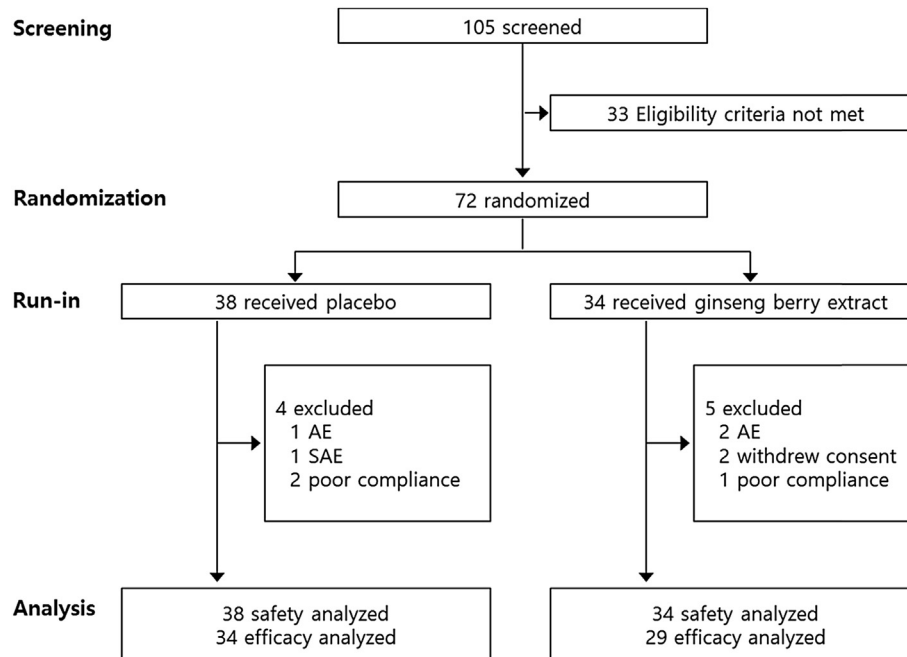 Screening
105 screened
33 Eligibility criteria not met
Randomization
72 randomized
Run-in
38 received placebo
34 received ginseng berry extract
4 excluded
1 AE
1 SAE
2 poor compliance
5 excluded
2 AE
2 withdrew consent
1 poor compliance
Analysis
38 safety analyzed
34 efficacy analyzed
34 safety analyzed
29 efficacy analyzed